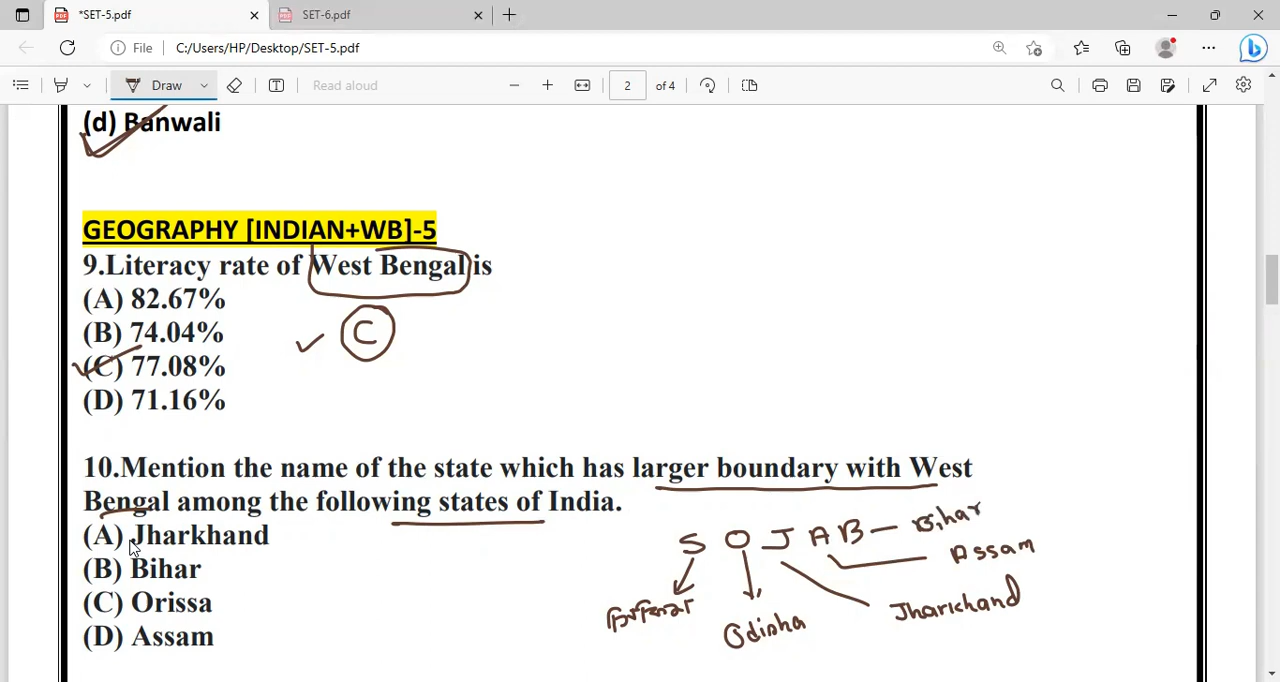 *SET-5.pdf
SET-6.pdf
File
C:/Users/HP/Desktop/SET-5.pdf
Draw
Read aloud
2
of 4
(d) Banwali
GEOGRAPHY [INDIAN+WB]-5
9.Literacy rate of West Bengal is
(A) 82.67%
(B) 74.04%
C
(C) 77.08%
(D) 71.16%
10.Mention the name of the state which has larger boundary with West
Bengal among the following states of India.
(A) Jharkhand
S O J A B — Bihar
Assam
(B) Bihar
(C) Orissa
Jharkhand
Odisha
(D) Assam